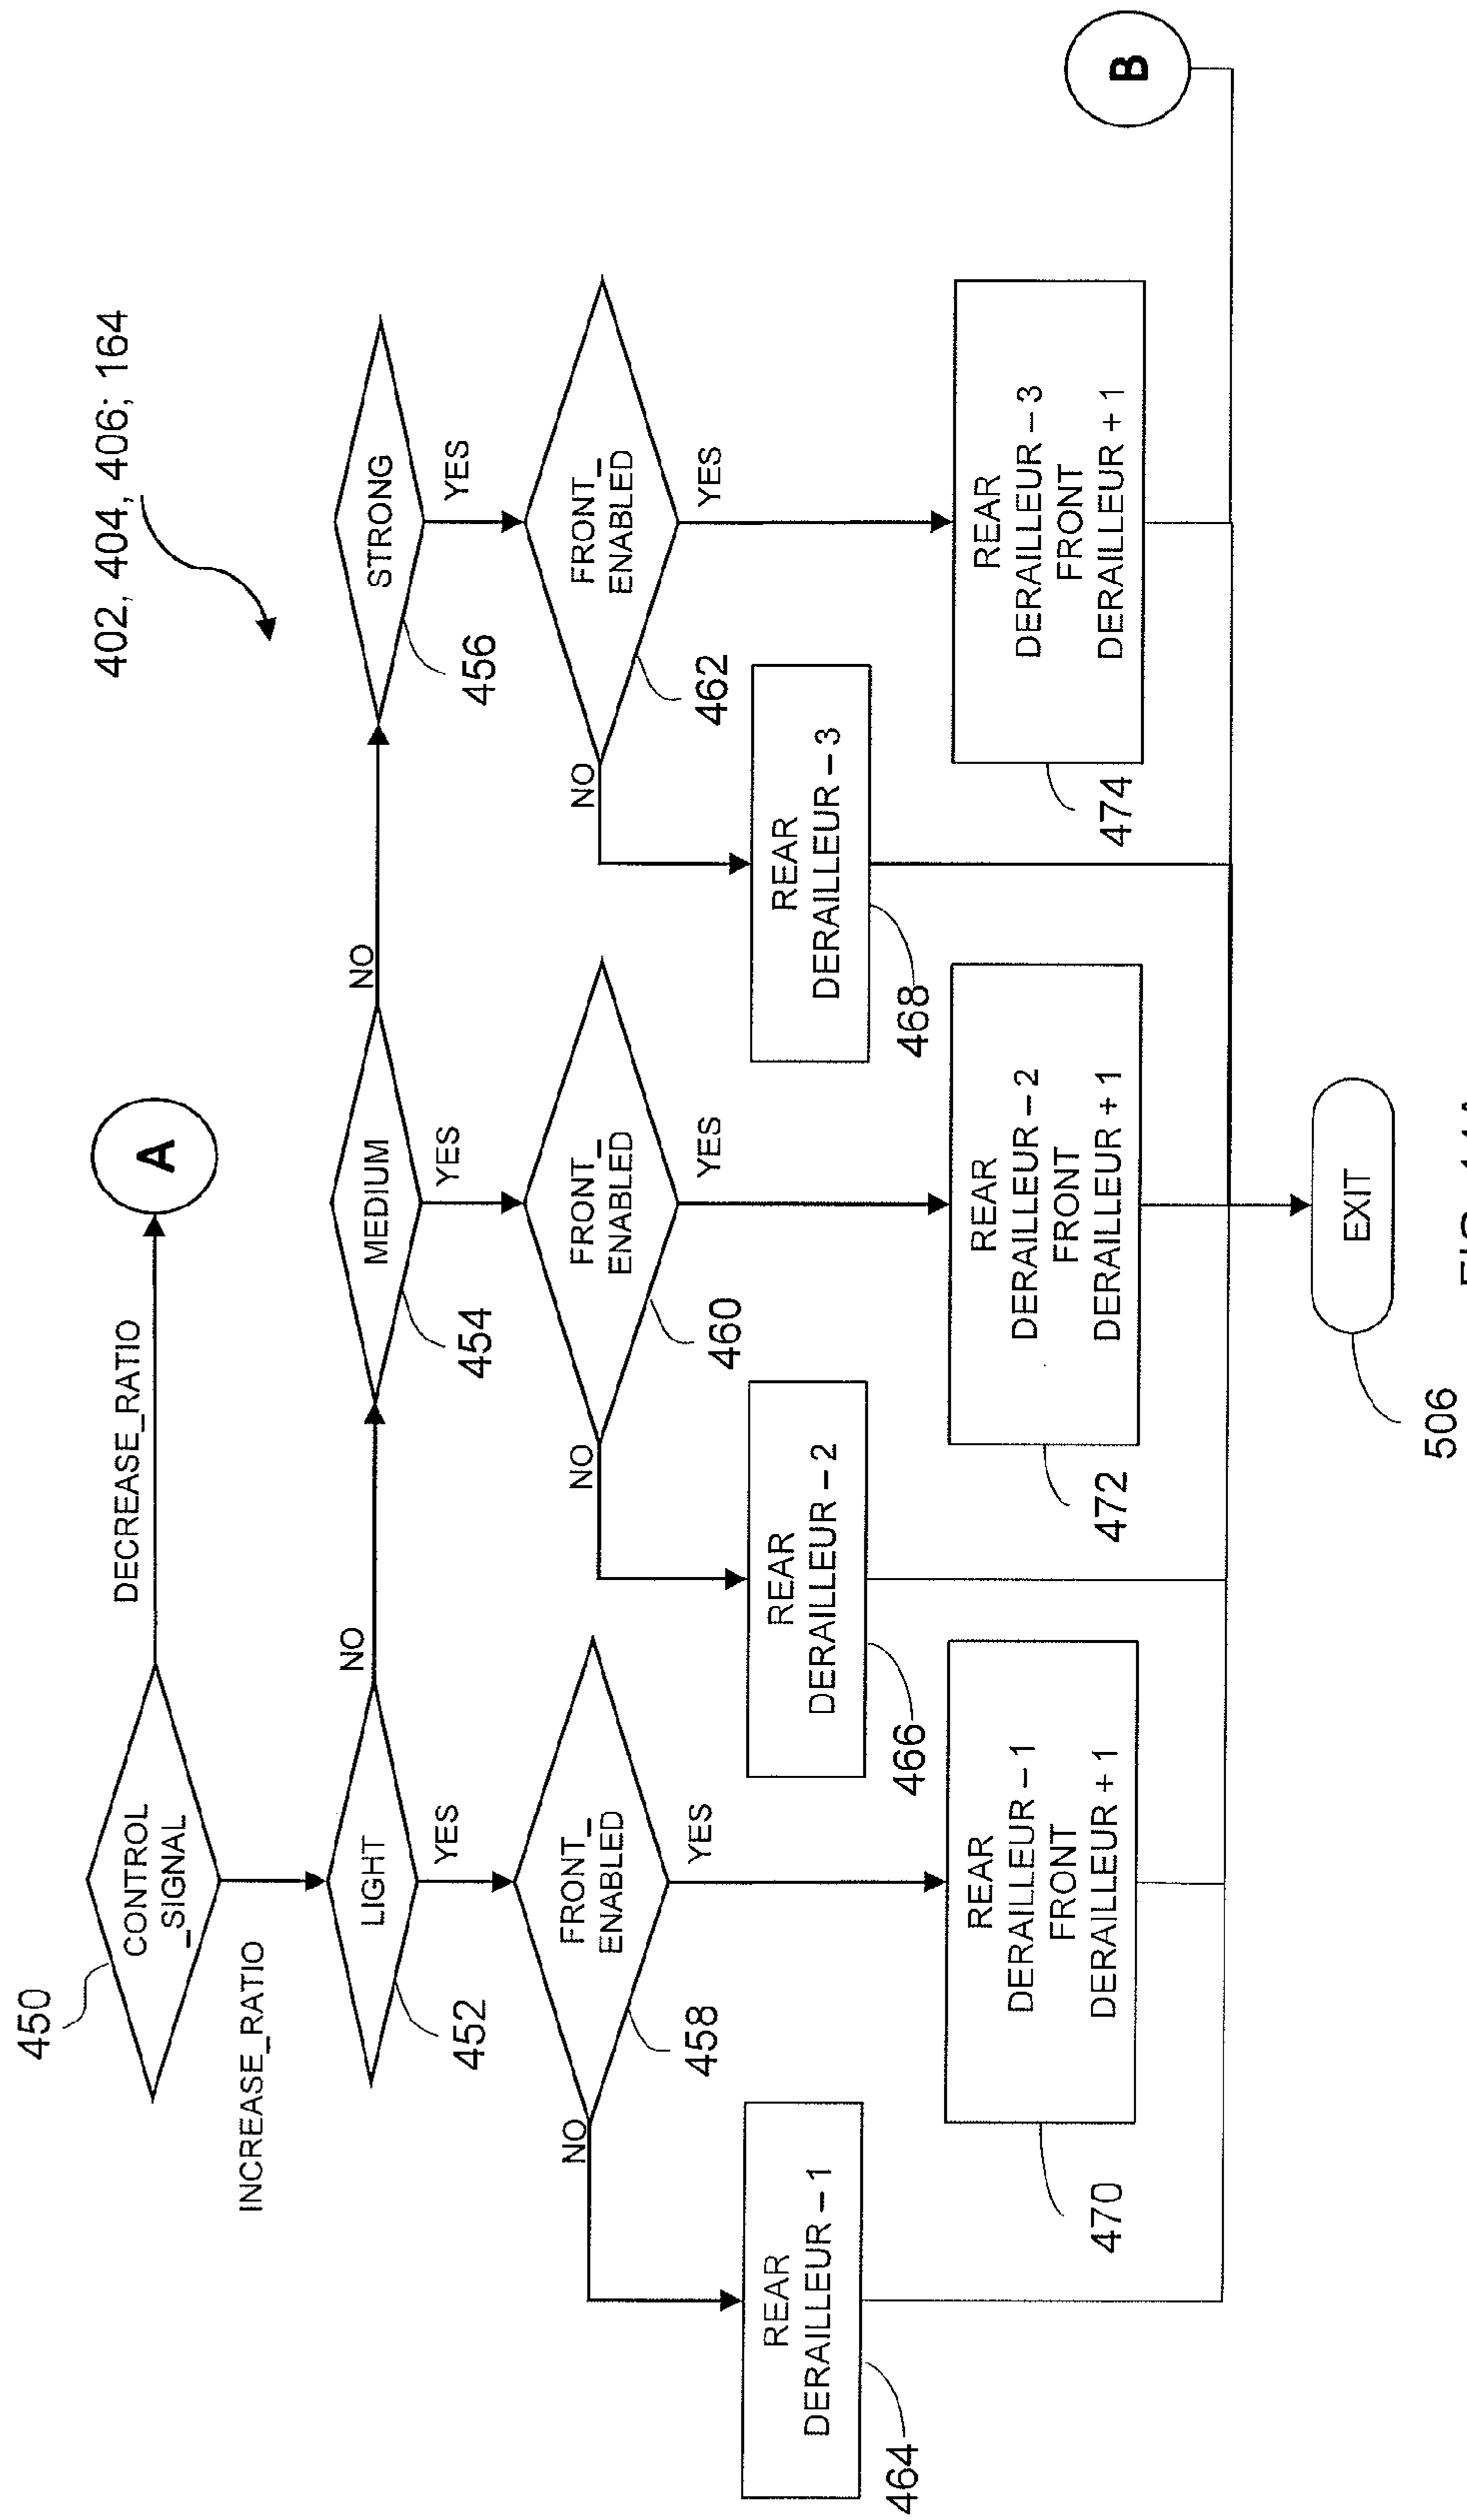 402, 404, 406; 164
450
CONTROL
_SIGNAL
DECREASE_RATIO
A
INCREASE_RATIO
LIGHT
NO
MEDIUM
NO
STRONG
452
YES
454
YES
456
YES
FRONT_
ENABLED
FRONT_
ENABLED
FRONT_
ENABLED
NO
458
YES
NO
460
YES
NO
462
YES
REAR
DERAILLEUR – 1
464
REAR
DERAILLEUR – 2
466
REAR
DERAILLEUR – 3
468
REAR
DERAILLEUR – 1
FRONT
DERAILLEUR +1
470
REAR
DERAILLEUR – 2
FRONT
DERAILLEUR + 1
472
REAR
DERAILLEUR – 3
FRONT
DERAILLEUR + 1
474
B
EXIT
506